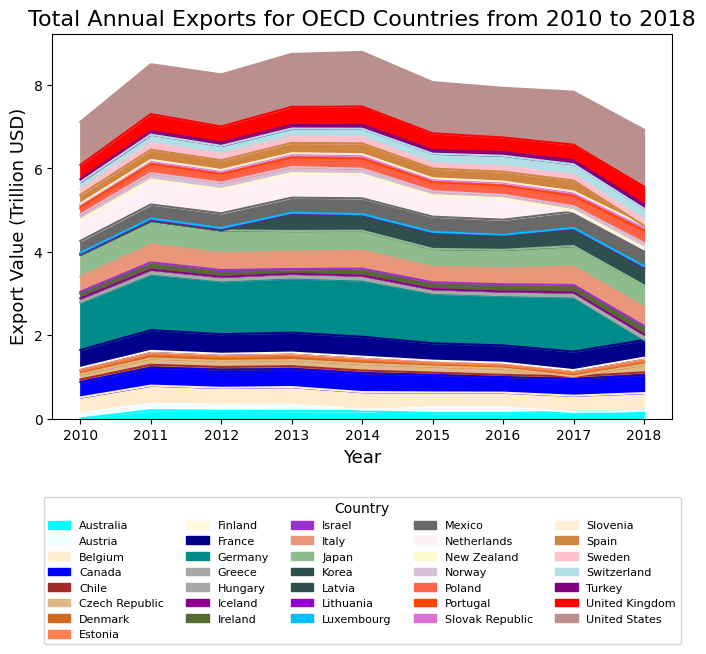 Total Annual Exports for OECD Countries from 2010 to 2018
Export Value (Trillion USD)
8
6
4
2
0
2010 2011 2012 2013 2014 2015 2016 2017 2018
Year
Country
Australia Finland Israel Mexico Slovenia
Austria France Italy Netherlands Spain
Belgium Germany Japan New Zealand Sweden
Canada Greece Korea Norway Switzerland
Chile Hungary Latvia Poland Turkey
Czech Republic Iceland Lithuania Portugal United Kingdom
Denmark Ireland Luxembourg Slovak Republic United States
Estonia